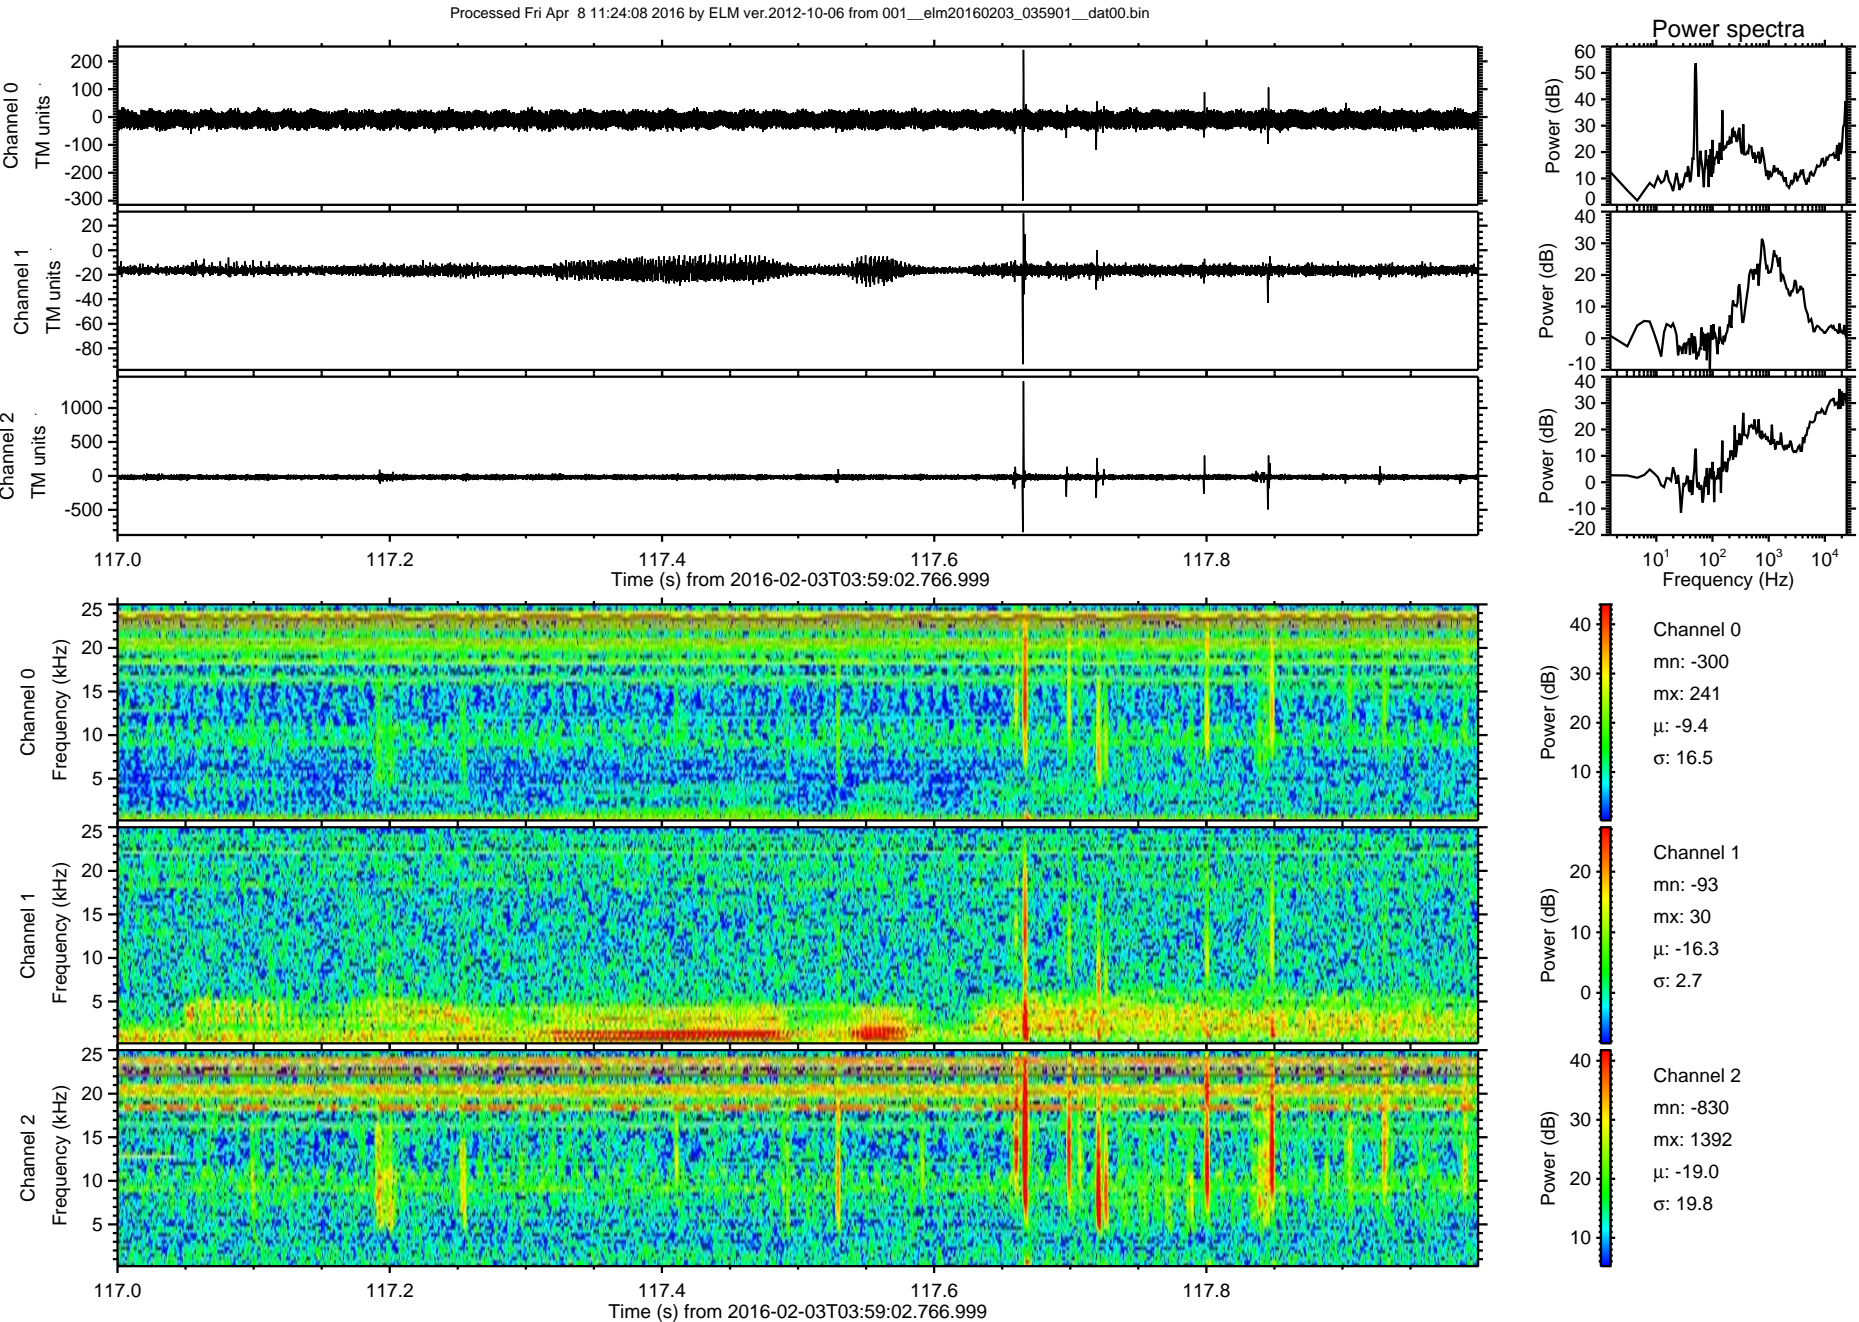 Processed Fri Apr  8 11:24:08 2016 by ELM ver.2012-10-06 from 001__elm20160203_035901__dat00.bin
Power spectra
Channel 0
TM units
200
100
0
-100
-200
-300
Power (dB)
60
50
40
30
20
10
0
Channel 1
TM units
20
0
-20
-40
-60
-80
Power (dB)
40
30
20
10
0
-10
Channel 2
TM units
1000
500
0
-500
Power (dB)
40
30
20
10
0
-10
-20
117.0 117.2 117.4 117.6 117.8
Time (s) from 2016-02-03T03:59:02.766.999
10^1 10^2 10^3 10^4
Frequency (Hz)
Channel 0
Frequency (kHz)
25
20
15
10
5
Power (dB)
40
30
20
10
Channel 0
mn: -300
mx: 241
μ: -9.4
σ: 16.5
Channel 1
Frequency (kHz)
25
20
15
10
5
Power (dB)
20
10
0
Channel 1
mn: -93
mx: 30
μ: -16.3
σ: 2.7
Channel 2
Frequency (kHz)
25
20
15
10
5
Power (dB)
40
30
20
10
Channel 2
mn: -830
mx: 1392
μ: -19.0
σ: 19.8
117.0 117.2 117.4 117.6 117.8
Time (s) from 2016-02-03T03:59:02.766.999